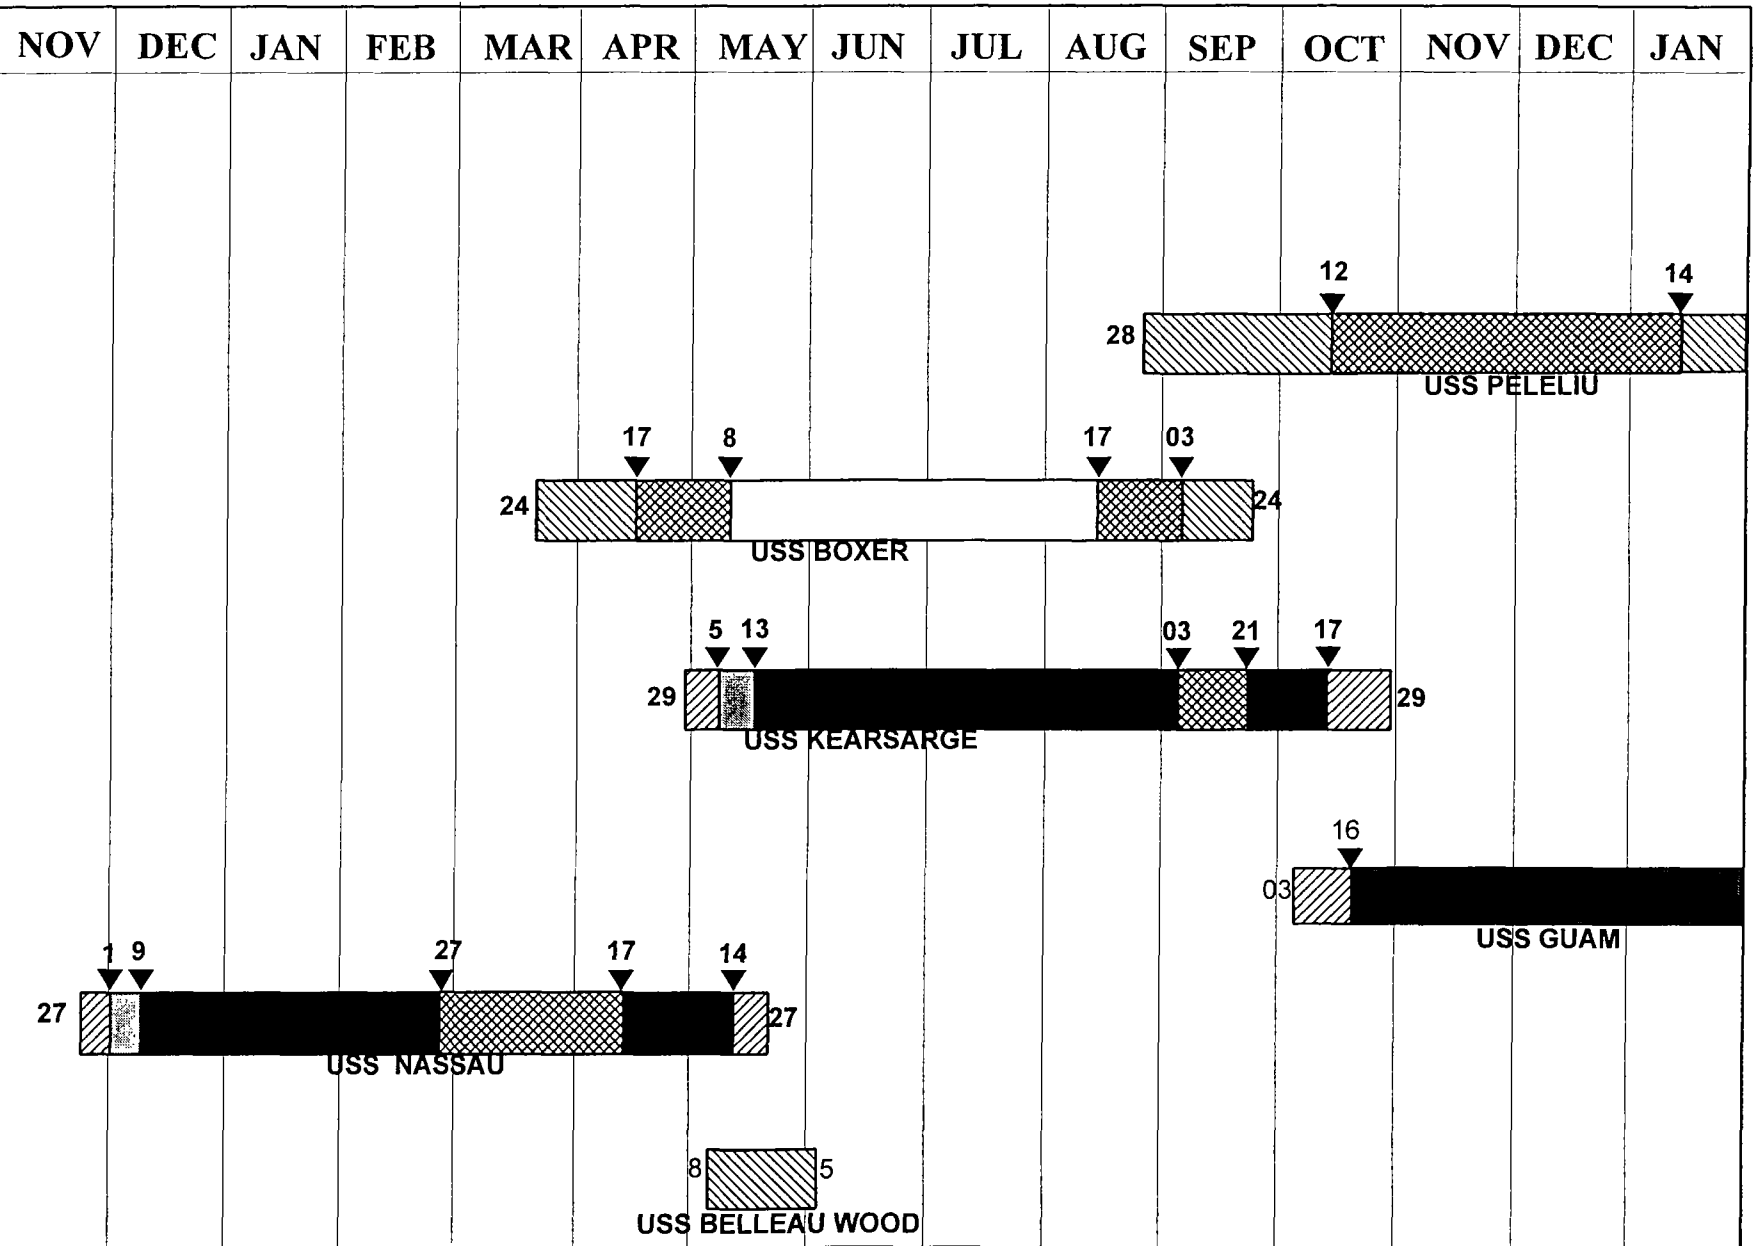 NOV DEC JAN FEB MAR APR MAY JUN JUL AUG SEP OCT NOV DEC JAN
12 14
28
USS PELELIU
17 8 17 03
24 24
USS BOXER
5 13 03 21 17
29 29
USS KEARSARGE
16
03
USS GUAM
1 9 27 17 14
27 27
USS NASSAU
8 5
USS BELLEAU WOOD